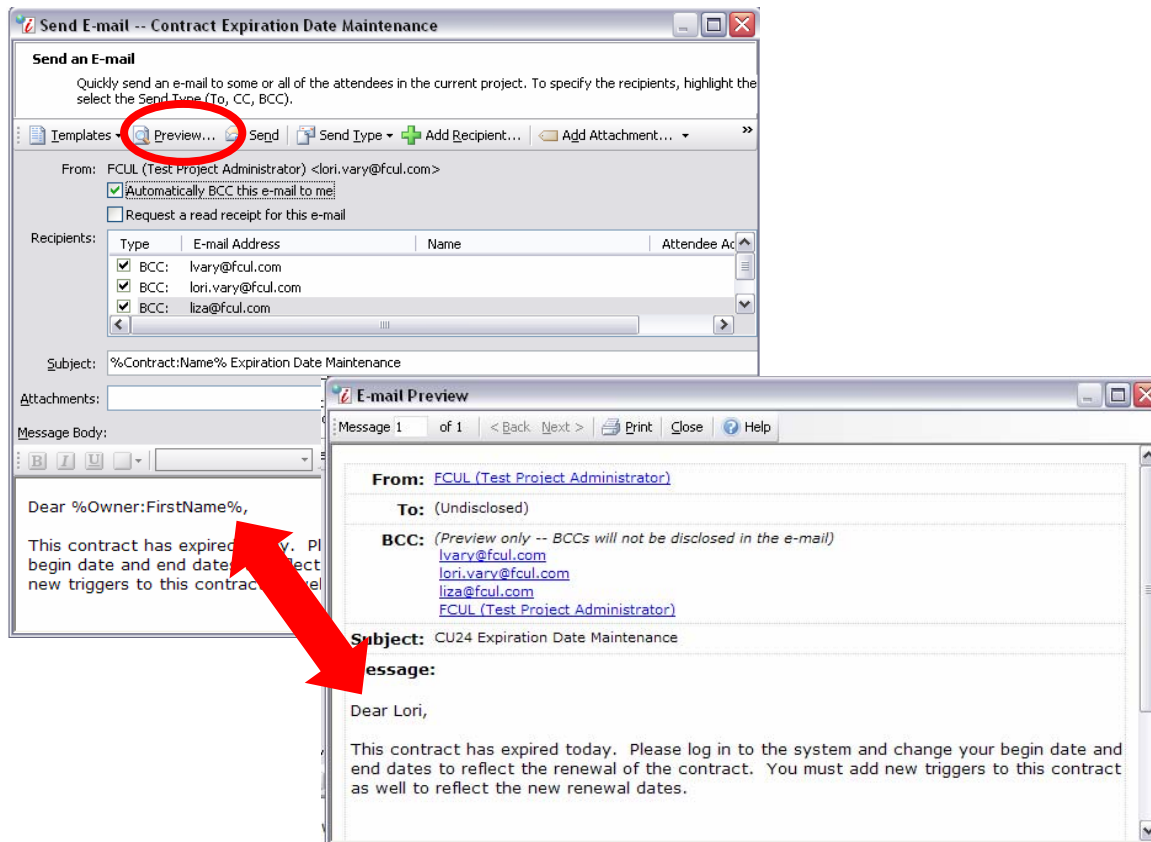 Send E-mail -- Contract Expiration Date Maintenance
Send an E-mail
Quickly send an e-mail to some or all of the attendees in the current project. To specify the recipients, highlight the
select the Send Type (To, CC, BCC).
Templates Preview... Send Send Type Add Recipient... Add Attachment... »
From: FCUL (Test Project Administrator) <lori.vary@fcul.com>
Automatically BCC this e-mail to me
Request a read receipt for this e-mail
Recipients:
Type E-mail Address Name Attendee Ac
BCC: lvary@fcul.com
BCC: lori.vary@fcul.com
BCC: liza@fcul.com
Subject: %Contract:Name% Expiration Date Maintenance
Attachments:
Message Body:
B I U
Dear %Owner:FirstName%,
This contract has expired
begin date and end dates
new triggers to this contract
E-mail Preview
Message 1 of 1 < Back Next > Print Close Help
From: FCUL (Test Project Administrator)
To: (Undisclosed)
BCC: (Preview only -- BCCs will not be disclosed in the e-mail)
lvary@fcul.com
lori.vary@fcul.com
liza@fcul.com
FCUL (Test Project Administrator)
Subject: CU24 Expiration Date Maintenance
Message:
Dear Lori,
This contract has expired today. Please log in to the system and change your begin date and
end dates to reflect the renewal of the contract. You must add new triggers to this contract
as well to reflect the new renewal dates.